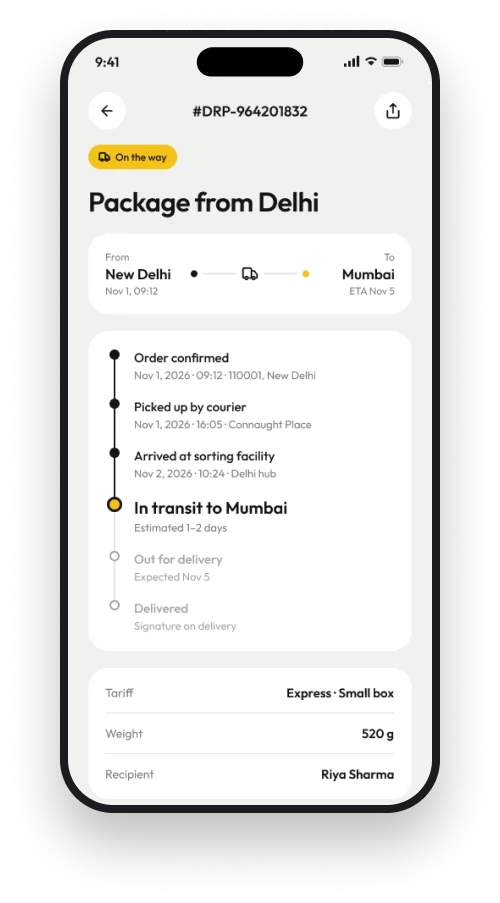 9:41
#DRP-964201832
On the way
Package from Delhi
From
To
New Delhi
Mumbai
Nov 1, 09:12
ETA Nov 5
Order confirmed
Nov 1, 2026 · 09:12 · 110001, New Delhi
Picked up by courier
Nov 1, 2026 · 16:05 · Connaught Place
Arrived at sorting facility
Nov 2, 2026 · 10:24 · Delhi hub
In transit to Mumbai
Estimated 1–2 days
Out for delivery
Expected Nov 5
Delivered
Signature on delivery
Tariff Express · Small box
Weight 520 g
Recipient Riya Sharma